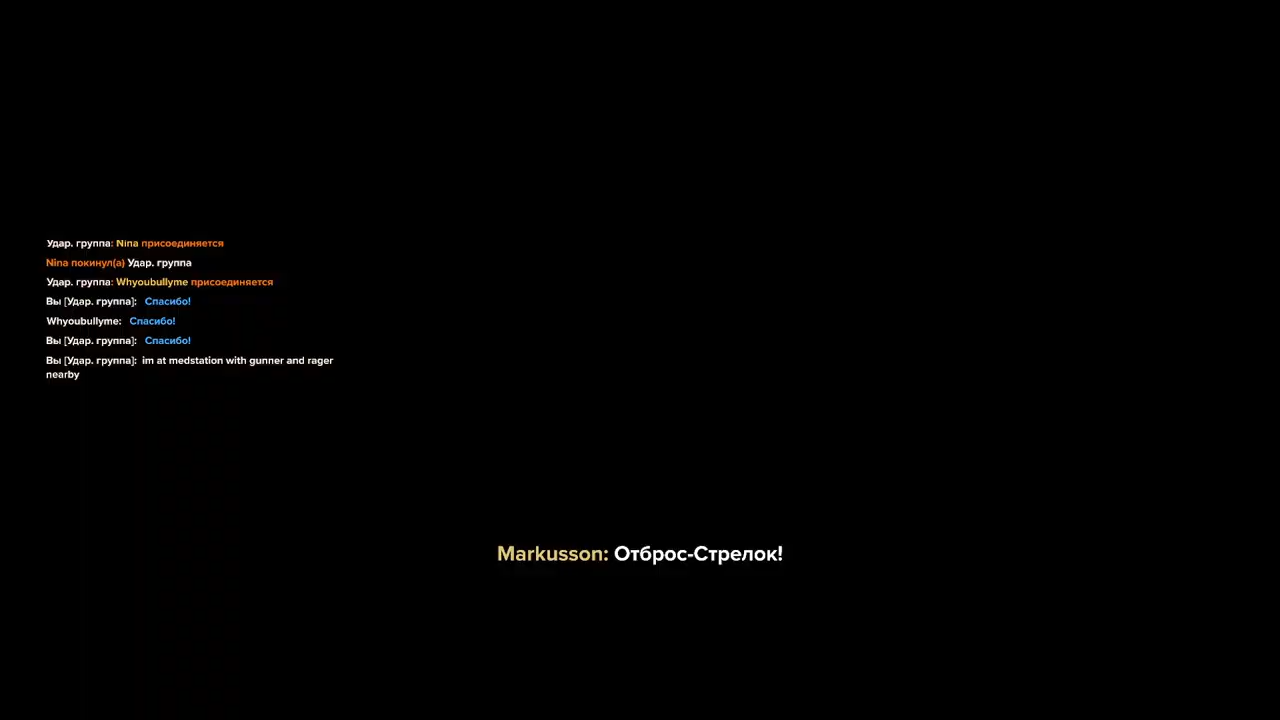 Удар. группа: Nina присоединяется
Nina покинул(а) Удар. группа
Удар. группа: Whyoubullyme присоединяется
Вы [Удар. группа]: Спасибо!
Whyoubullyme: Спасибо!
Вы [Удар. группа]: Спасибо!
Вы [Удар. группа]: im at medstation with gunner and rager
nearby
Markusson: Отброс-Стрелок!